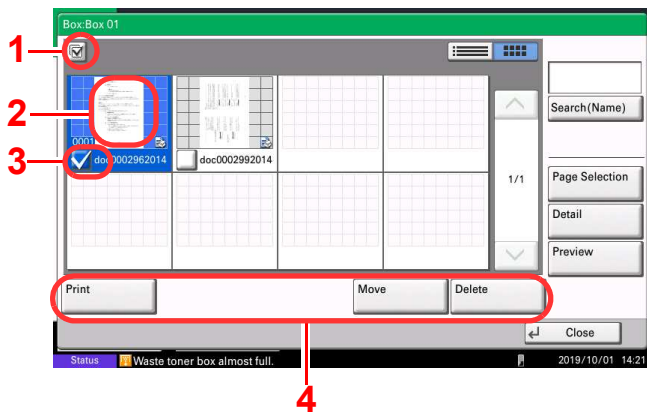 Box:Box 01
1
2
0001
Search(Name)
3
doc0002962014
doc0002992014
1/1
Page Selection
Detail
Preview
Print
Move
Delete
Close
Status
Waste toner box almost full.
2019/10/01 14:21
4